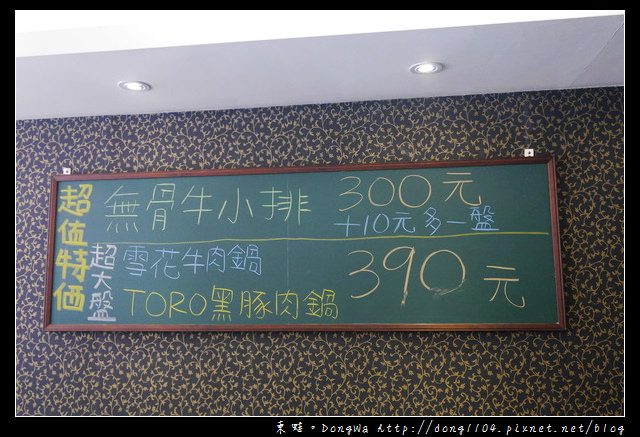 超值特価
無骨牛小排 300元
+10元多一盤
超大盤
雪花牛肉鍋
TORO黑豚肉鍋
390元
東蛙。DongWa http://dong1104.pixnet.net/blog